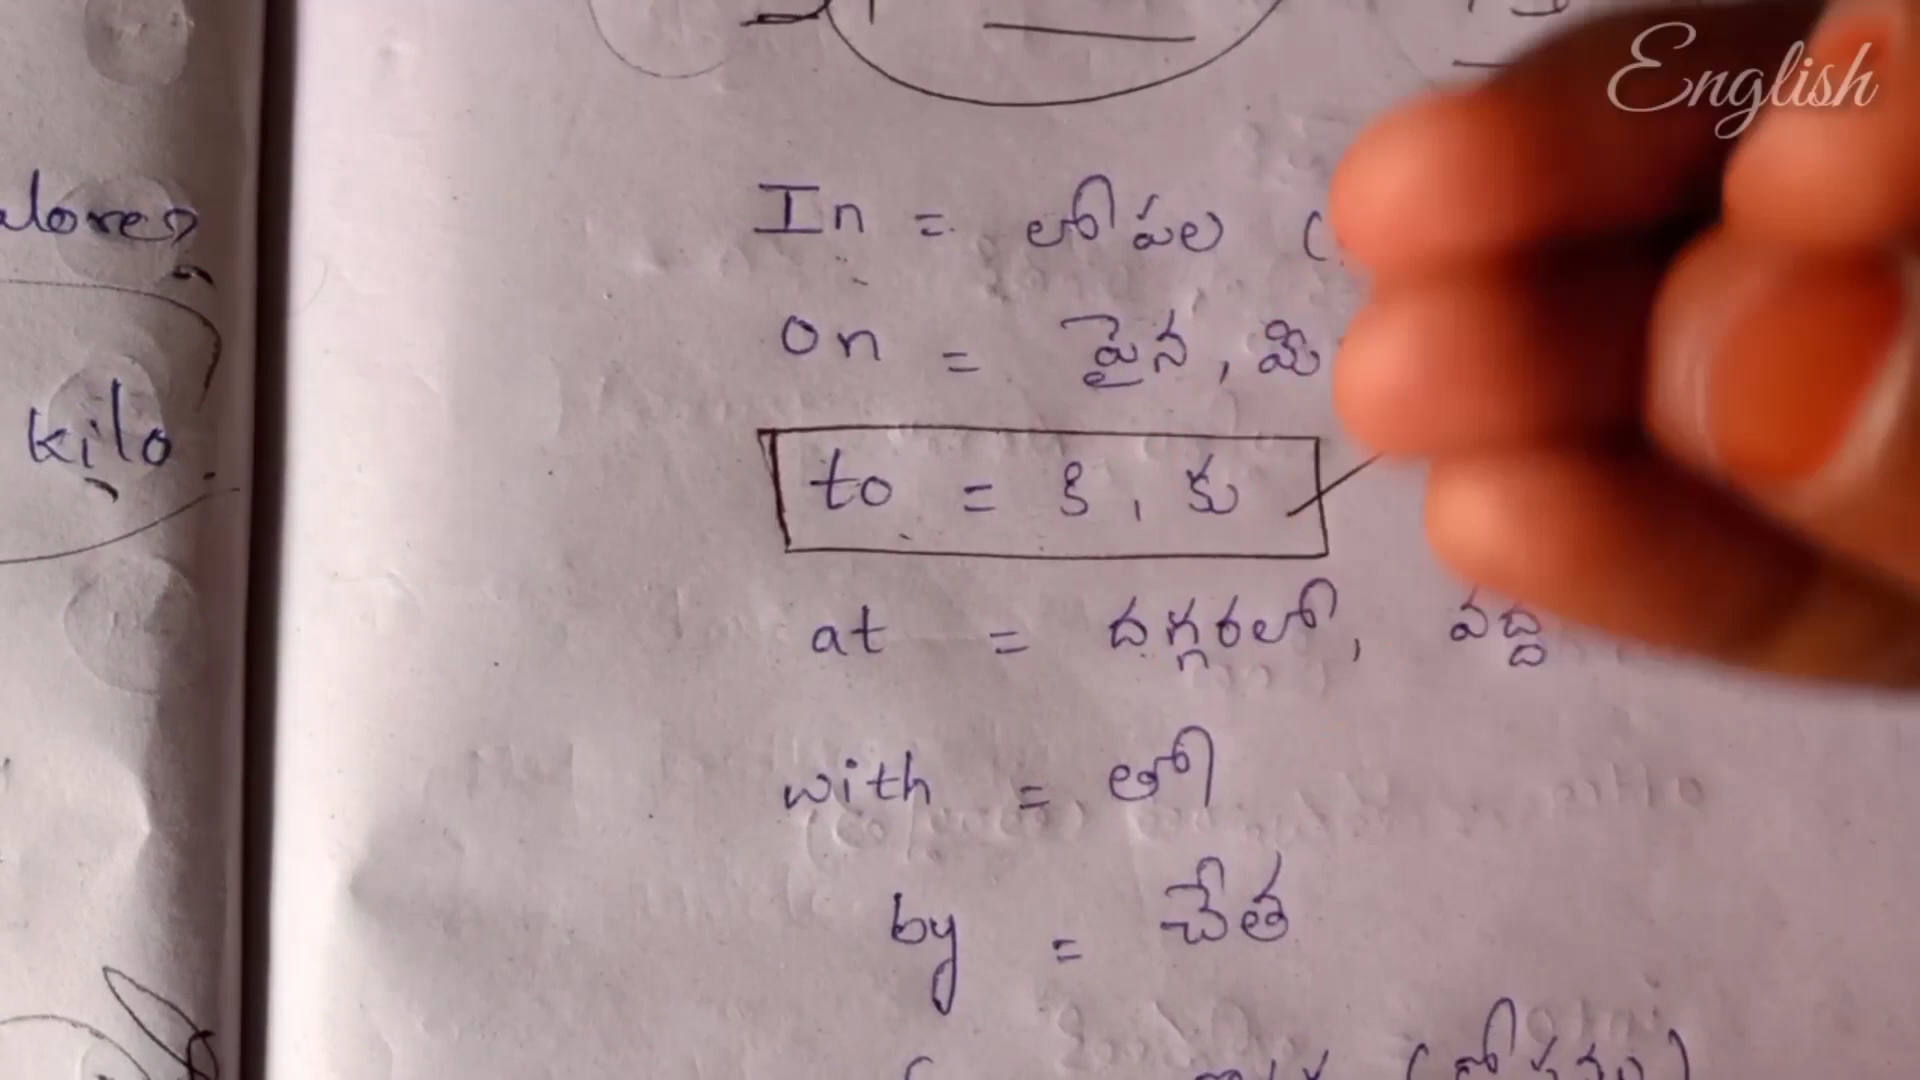 English
In = లోపల (
on = పైన, మీ
kilo.
to = కి, కు
at = దగ్గరలో, వద్ద
with = తో
by = చేత